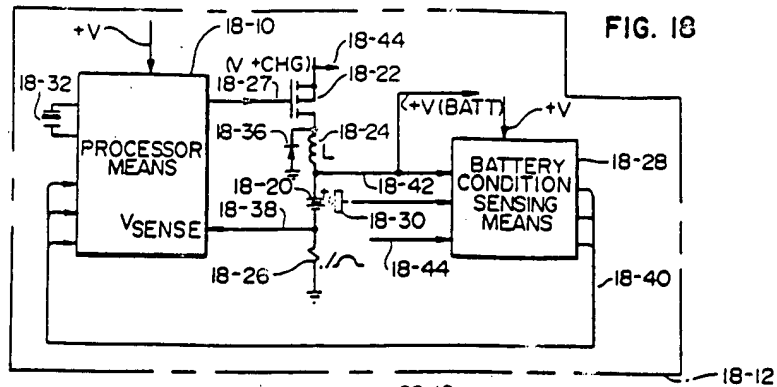 FIG. 18
+V
18-10
(V +CHG)
18-44
18-27
18-22
18-32
(+V(BATT)
+V
18-36
18-24
L
18-28
PROCESSOR
MEANS
BATTERY
CONDITION
SENSING
MEANS
18-42
18-20
+
18-30
18-38
VSENSE
18-44
18-26
.1Ω
18-40
18-12